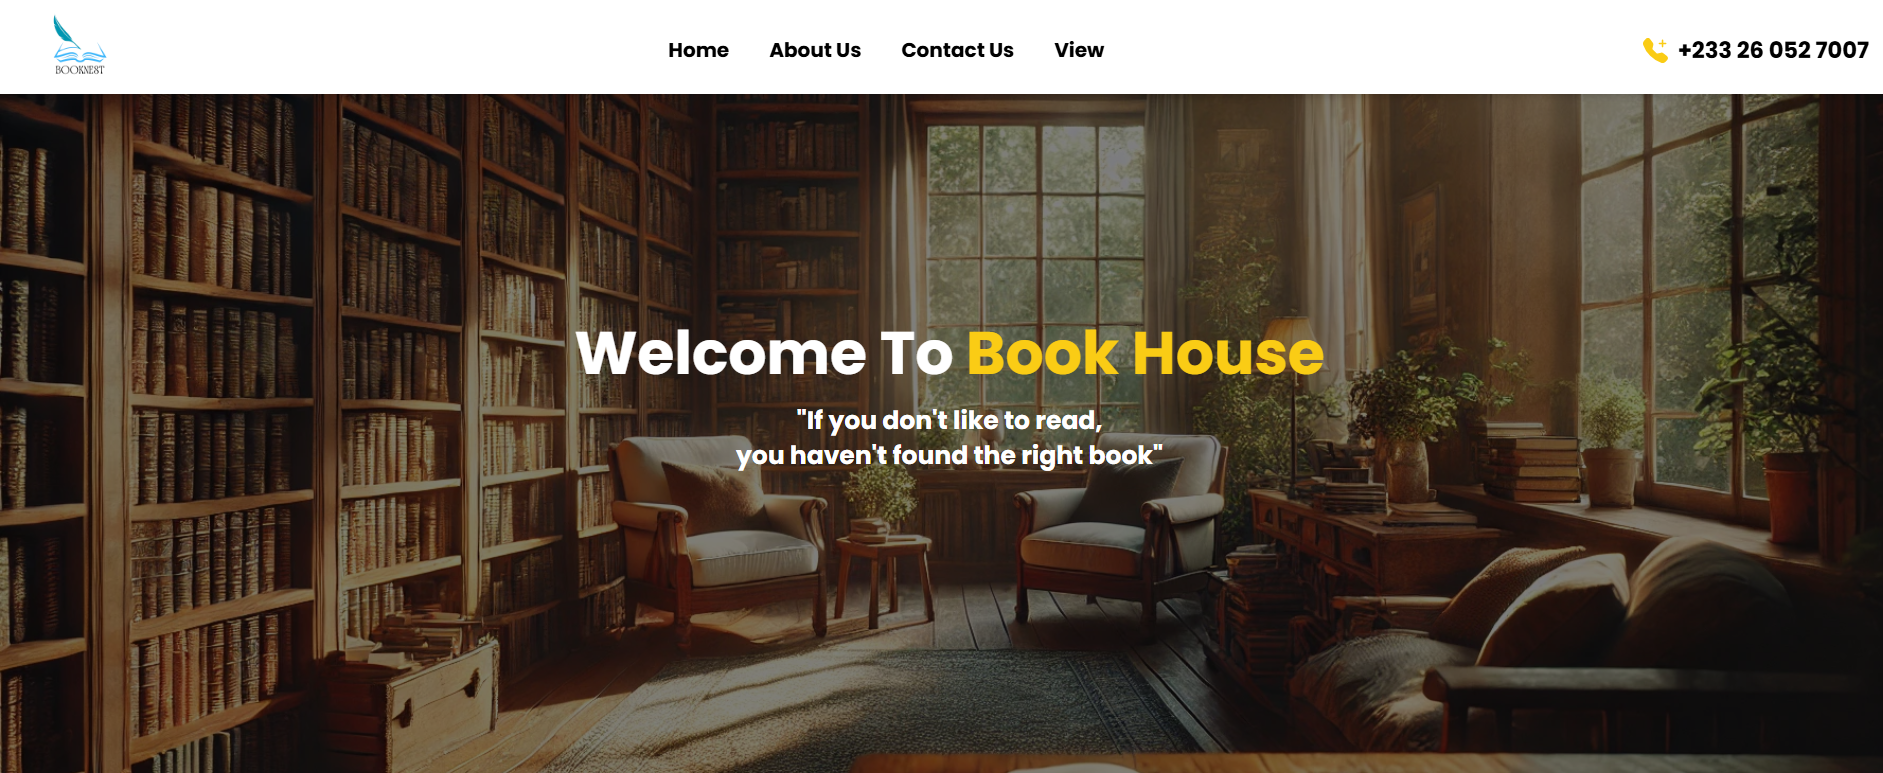 BOOKNEST
Home About Us Contact Us View
+233 26 052 7007
Welcome To Book House
"If you don't like to read,
you haven't found the right book"